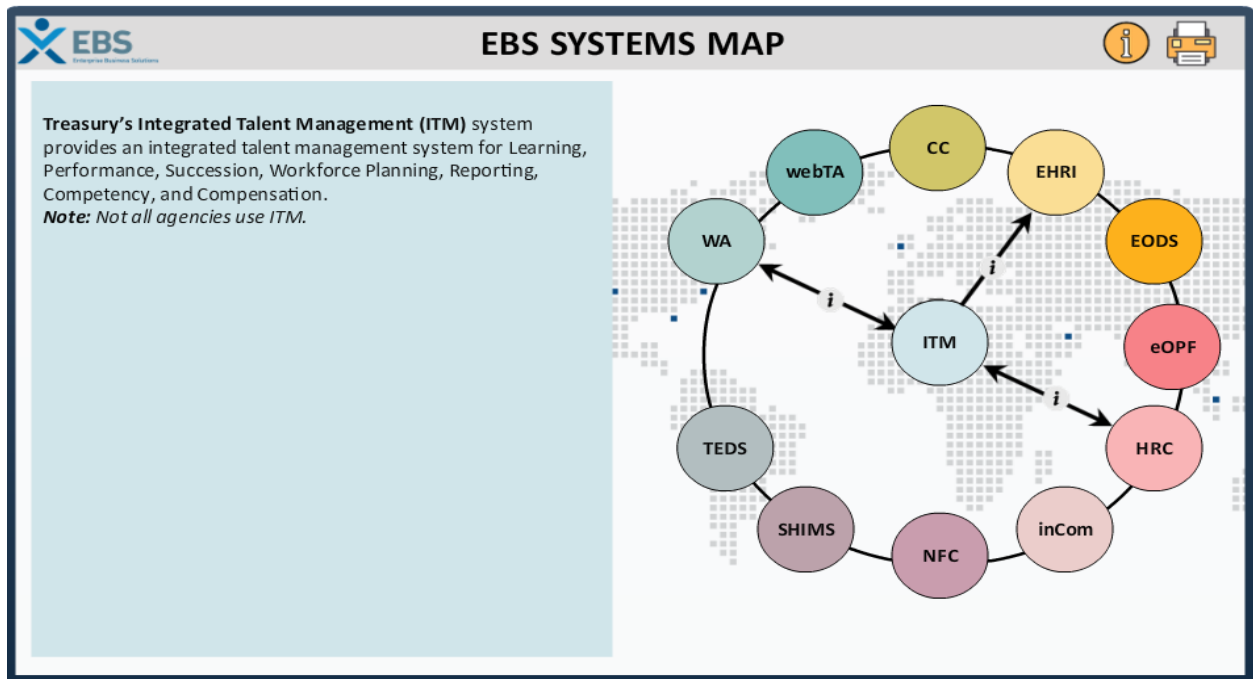 EBS
Enterprise Business Solutions
EBS SYSTEMS MAP
i
Treasury's Integrated Talent Management (ITM) system
provides an integrated talent management system for Learning,
Performance, Succession, Workforce Planning, Reporting,
Competency, and Compensation.
Note: Not all agencies use ITM.
CC
webTA
EHRI
WA
EODS
i
i
ITM
eOPF
i
TEDS
HRC
SHIMS
inCom
NFC